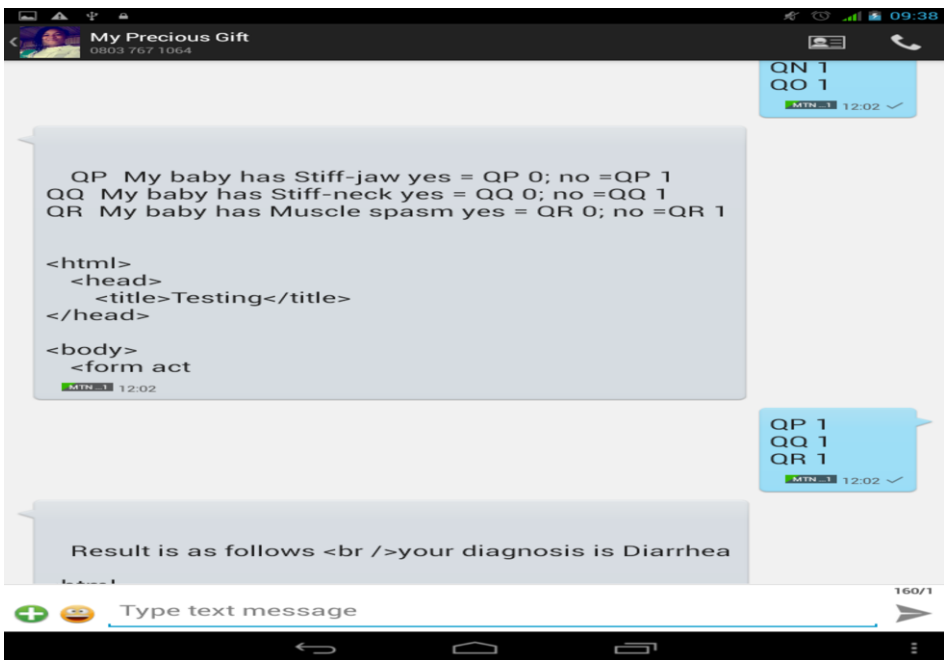 09:38
My Precious Gift
0803 767 1064
QN 1
QO 1
MTN...1 12:02
QP My baby has Stiff-jaw yes = QP 0; no =QP 1
QQ My baby has Stiff-neck yes = QQ 0; no =QQ 1
QR My baby has Muscle spasm yes = QR 0; no =QR 1
<html>
<head>
<title>Testing</title>
</head>
<body>
<form act
MTN...1 12:02
QP 1
QQ 1
QR 1
MTN...1 12:02
Result is as follows <br />your diagnosis is Diarrhea
160/1
Type text message